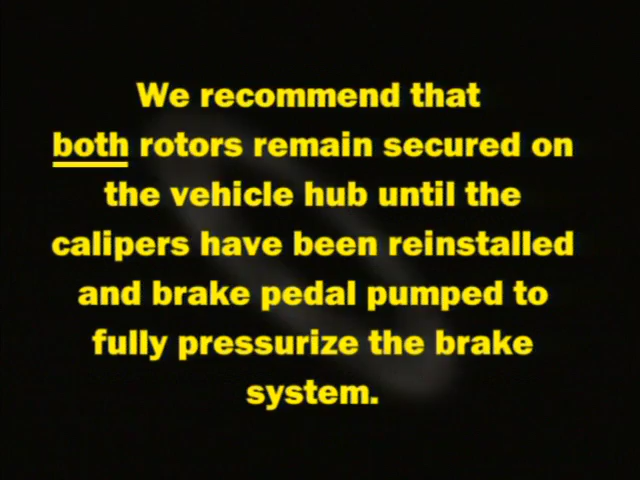 We recommend that
both rotors remain secured on
the vehicle hub until the
calipers have been reinstalled
and brake pedal pumped to
fully pressurize the brake
system.